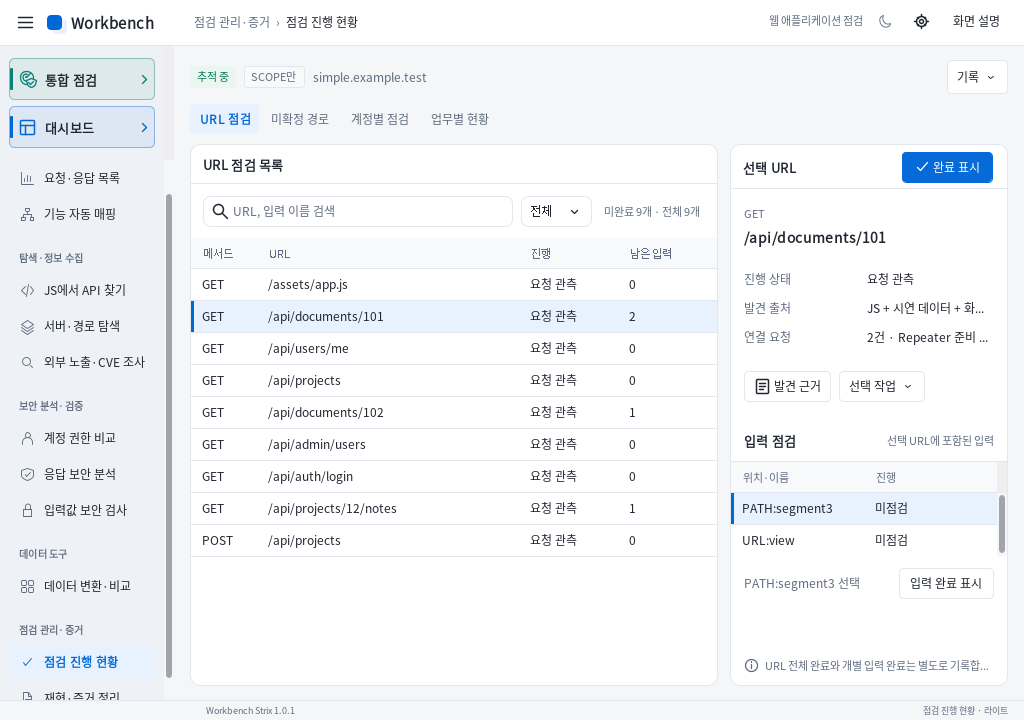 Workbench
점검 관리·증거 › 점검 진행 현황
웹 애플리케이션 점검
화면 설명
통합 점검
대시보드
요청·응답 목록
기능 자동 매핑
탐색·정보 수집
JS에서 API 찾기
서버·경로 탐색
외부 노출·CVE 조사
보안 분석·검증
계정 권한 비교
응답 보안 분석
입력값 보안 검사
데이터 도구
데이터 변환·비교
점검 관리·증거
점검 진행 현황
재현·증거 정리
추적 중 SCOPE만 simple.example.test
기록
URL 점검 미확정 경로 계정별 점검 업무별 현황
URL 점검 목록
URL, 입력 이름 검색 전체 미완료 9개 · 전체 9개
메서드 URL 진행 남은 입력
GET /assets/app.js 요청 관측 0
GET /api/documents/101 요청 관측 2
GET /api/users/me 요청 관측 0
GET /api/projects 요청 관측 0
GET /api/documents/102 요청 관측 1
GET /api/admin/users 요청 관측 0
GET /api/auth/login 요청 관측 0
GET /api/projects/12/notes 요청 관측 1
POST /api/projects 요청 관측 0
선택 URL 완료 표시
GET
/api/documents/101
진행 상태 요청 관측
발견 출처 JS + 시연 데이터 + 화...
연결 요청 2건 · Repeater 준비 ...
발견 근거 선택 작업
입력 점검 선택 URL에 포함된 입력
위치·이름 진행
PATH:segment3 미점검
URL:view 미점검
PATH:segment3 선택 입력 완료 표시
URL 전체 완료와 개별 입력 완료는 별도로 기록합...
Workbench Strix 1.0.1
점검 진행 현황 · 라이트